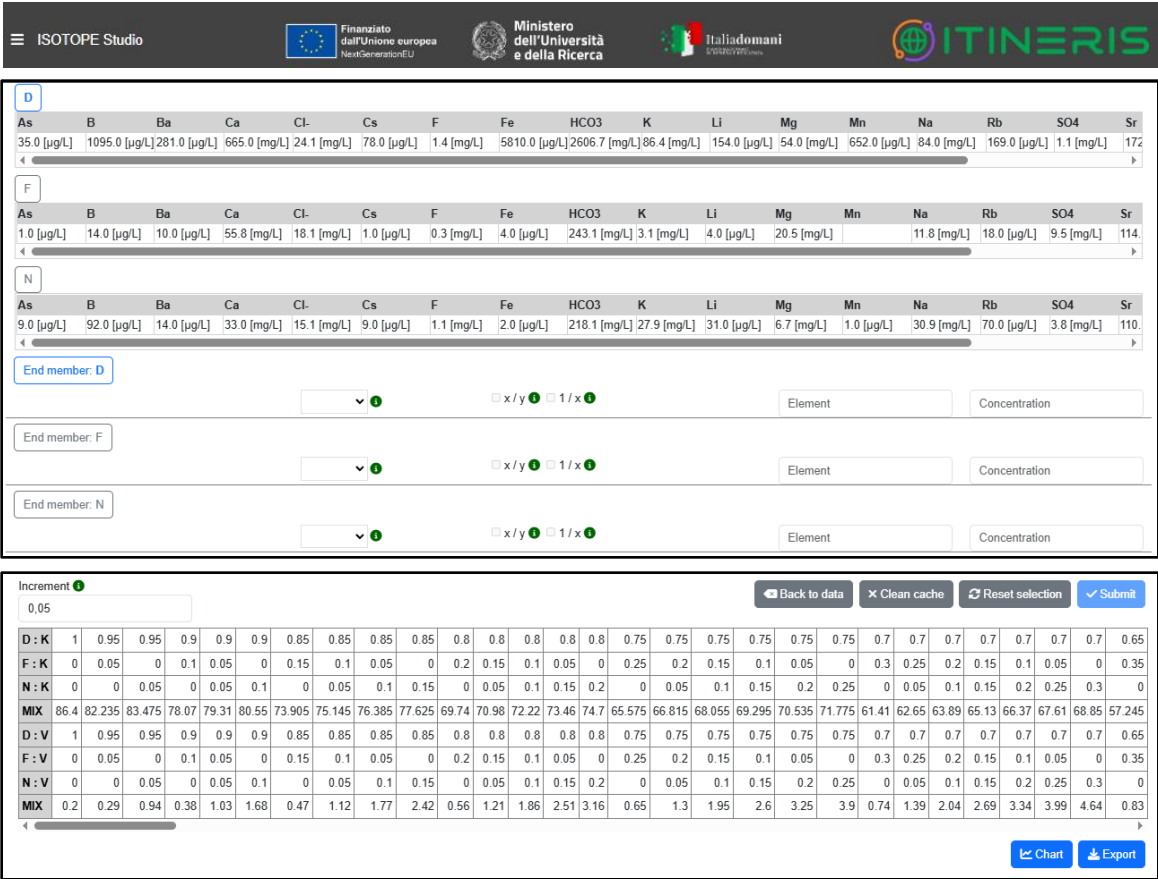 ISOTOPE Studio
Finanziato
dall'Unione europea
NextGenerationEU
Ministero
dell'Università
e della Ricerca
Italiadomani
ITINERIS
D
As B Ba Ca Cl- Cs F Fe HCO3 K Li Mg Mn Na Rb SO4 Sr
35.0 [µg/L] 1095.0 [µg/L] 281.0 [µg/L] 665.0 [mg/L] 24.1 [mg/L] 78.0 [µg/L] 1.4 [mg/L] 5810.0 [µg/L] 2606.7 [mg/L] 86.4 [mg/L] 154.0 [µg/L] 54.0 [mg/L] 652.0 [µg/L] 84.0 [mg/L] 169.0 [µg/L] 1.1 [mg/L] 172
F
As B Ba Ca Cl- Cs F Fe HCO3 K Li Mg Mn Na Rb SO4 Sr
1.0 [µg/L] 14.0 [µg/L] 10.0 [µg/L] 55.8 [mg/L] 18.1 [mg/L] 1.0 [µg/L] 0.3 [mg/L] 4.0 [µg/L] 243.1 [mg/L] 3.1 [mg/L] 4.0 [µg/L] 20.5 [mg/L] 11.8 [mg/L] 18.0 [µg/L] 9.5 [mg/L] 114.
N
As B Ba Ca Cl- Cs F Fe HCO3 K Li Mg Mn Na Rb SO4 Sr
9.0 [µg/L] 92.0 [µg/L] 14.0 [µg/L] 33.0 [mg/L] 15.1 [mg/L] 9.0 [µg/L] 1.1 [mg/L] 2.0 [µg/L] 218.1 [mg/L] 27.9 [mg/L] 31.0 [µg/L] 6.7 [mg/L] 1.0 [µg/L] 30.9 [mg/L] 70.0 [µg/L] 3.8 [mg/L] 110.
End member: D
x / y 1 / x Element Concentration
End member: F
x / y 1 / x Element Concentration
End member: N
x / y 1 / x Element Concentration
Increment
0,05
Back to data Clean cache Reset selection Submit
D : K 1 0.95 0.95 0.9 0.9 0.9 0.85 0.85 0.85 0.85 0.8 0.8 0.8 0.8 0.8 0.75 0.75 0.75 0.75 0.75 0.75 0.7 0.7 0.7 0.7 0.7 0.7 0.7 0.65
F : K 0 0.05 0 0.1 0.05 0 0.15 0.1 0.05 0 0.2 0.15 0.1 0.05 0 0.25 0.2 0.15 0.1 0.05 0 0.3 0.25 0.2 0.15 0.1 0.05 0 0.35
N : K 0 0 0.05 0 0.05 0.1 0 0.05 0.1 0.15 0 0.05 0.1 0.15 0.2 0 0.05 0.1 0.15 0.2 0.25 0 0.05 0.1 0.15 0.2 0.25 0.3 0
MIX 86.4 82.235 83.475 78.07 79.31 80.55 73.905 75.145 76.385 77.625 69.74 70.98 72.22 73.46 74.7 65.575 66.815 68.055 69.295 70.535 71.775 61.41 62.65 63.89 65.13 66.37 67.61 68.85 57.245
D : V 1 0.95 0.95 0.9 0.9 0.9 0.85 0.85 0.85 0.85 0.8 0.8 0.8 0.8 0.8 0.75 0.75 0.75 0.75 0.75 0.75 0.7 0.7 0.7 0.7 0.7 0.7 0.7 0.65
F : V 0 0.05 0 0.1 0.05 0 0.15 0.1 0.05 0 0.2 0.15 0.1 0.05 0 0.25 0.2 0.15 0.1 0.05 0 0.3 0.25 0.2 0.15 0.1 0.05 0 0.35
N : V 0 0 0.05 0 0.05 0.1 0 0.05 0.1 0.15 0 0.05 0.1 0.15 0.2 0 0.05 0.1 0.15 0.2 0.25 0 0.05 0.1 0.15 0.2 0.25 0.3 0
MIX 0.2 0.29 0.94 0.38 1.03 1.68 0.47 1.12 1.77 2.42 0.56 1.21 1.86 2.51 3.16 0.65 1.3 1.95 2.6 3.25 3.9 0.74 1.39 2.04 2.69 3.34 3.99 4.64 0.83
Chart Export